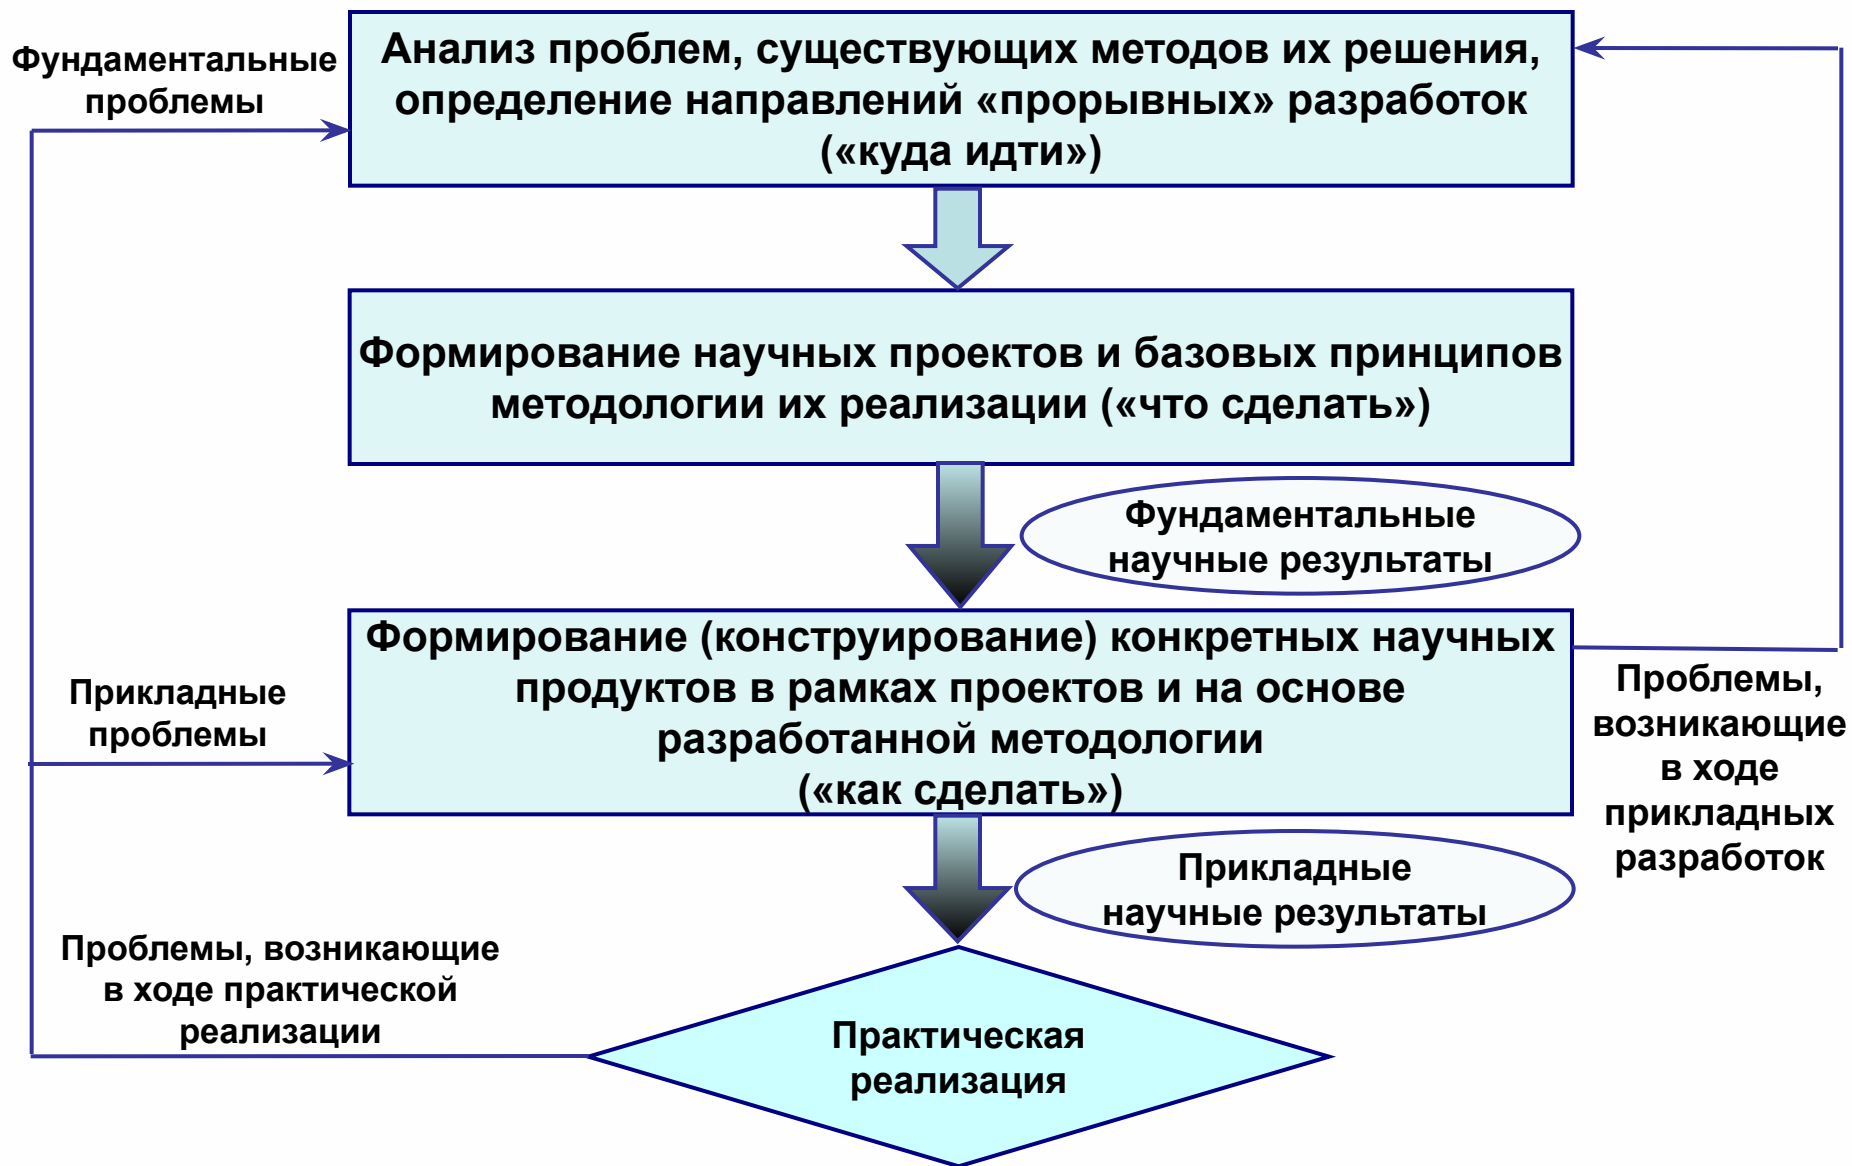 Фундаментальные
проблемы
Анализ проблем, существующих методов их решения,
определение направлений «прорывных» разработок
(«куда идти»)
Формирование научных проектов и базовых принципов
методологии их реализации («что сделать»)
Фундаментальные
научные результаты
Формирование (конструирование) конкретных научных
продуктов в рамках проектов и на основе
разработанной методологии
(«как сделать»)
Прикладные
проблемы
Проблемы,
возникающие
в ходе
прикладных
разработок
Прикладные
научные результаты
Проблемы, возникающие
в ходе практической
реализации
Практическая
реализация